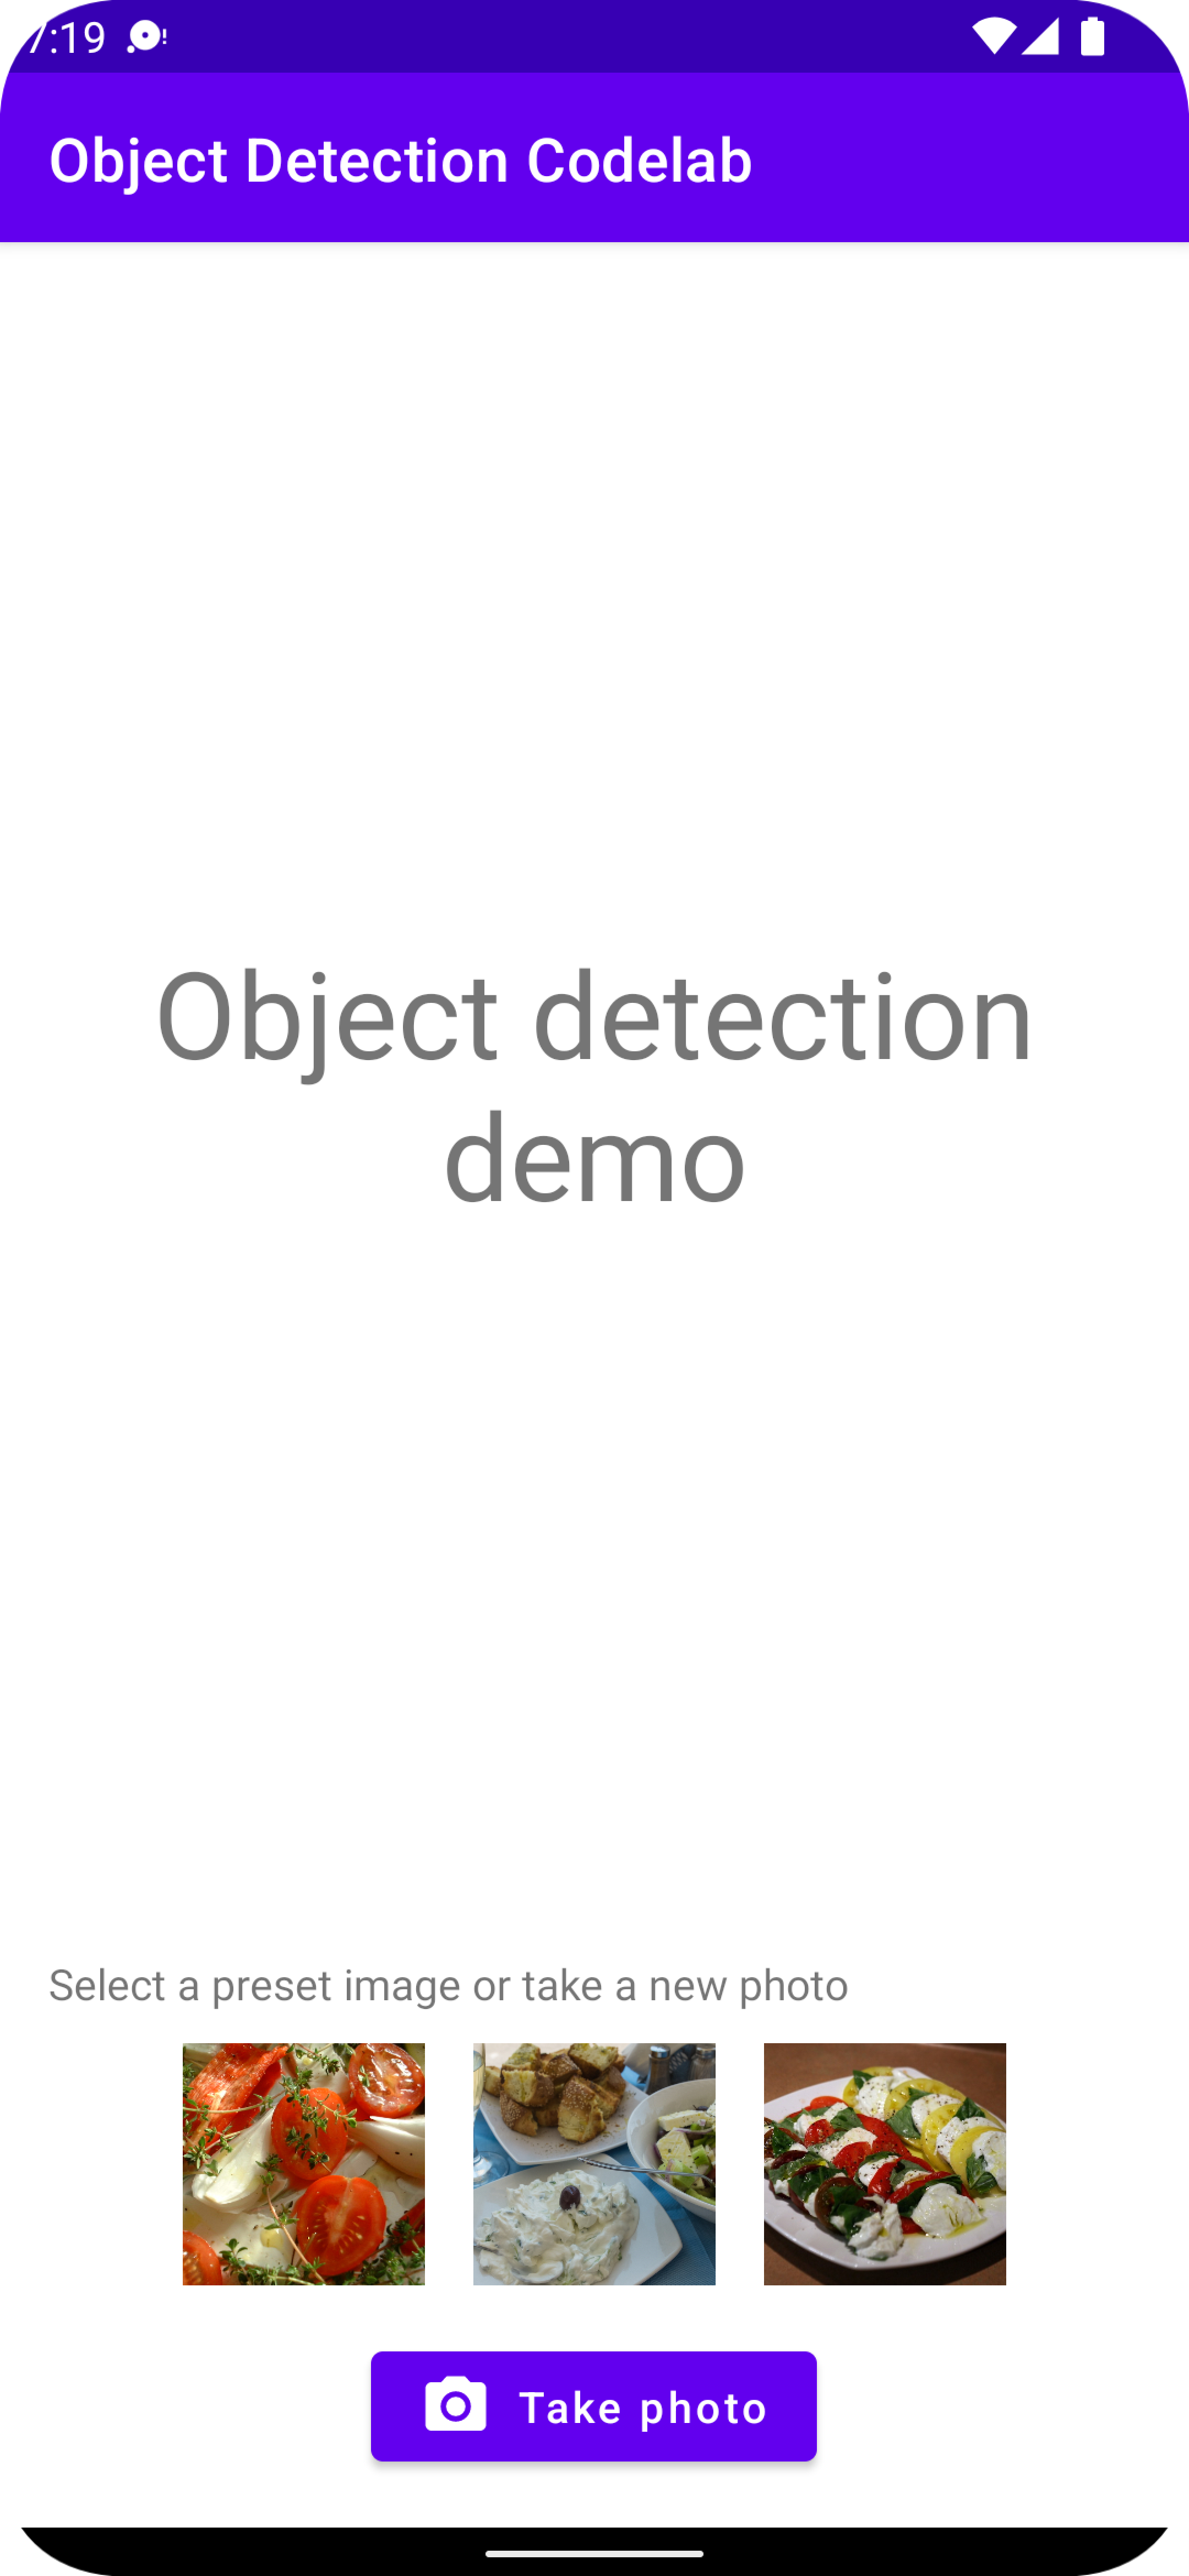 7:19
Object Detection Codelab
Object detection
demo
Select a preset image or take a new photo
Take photo